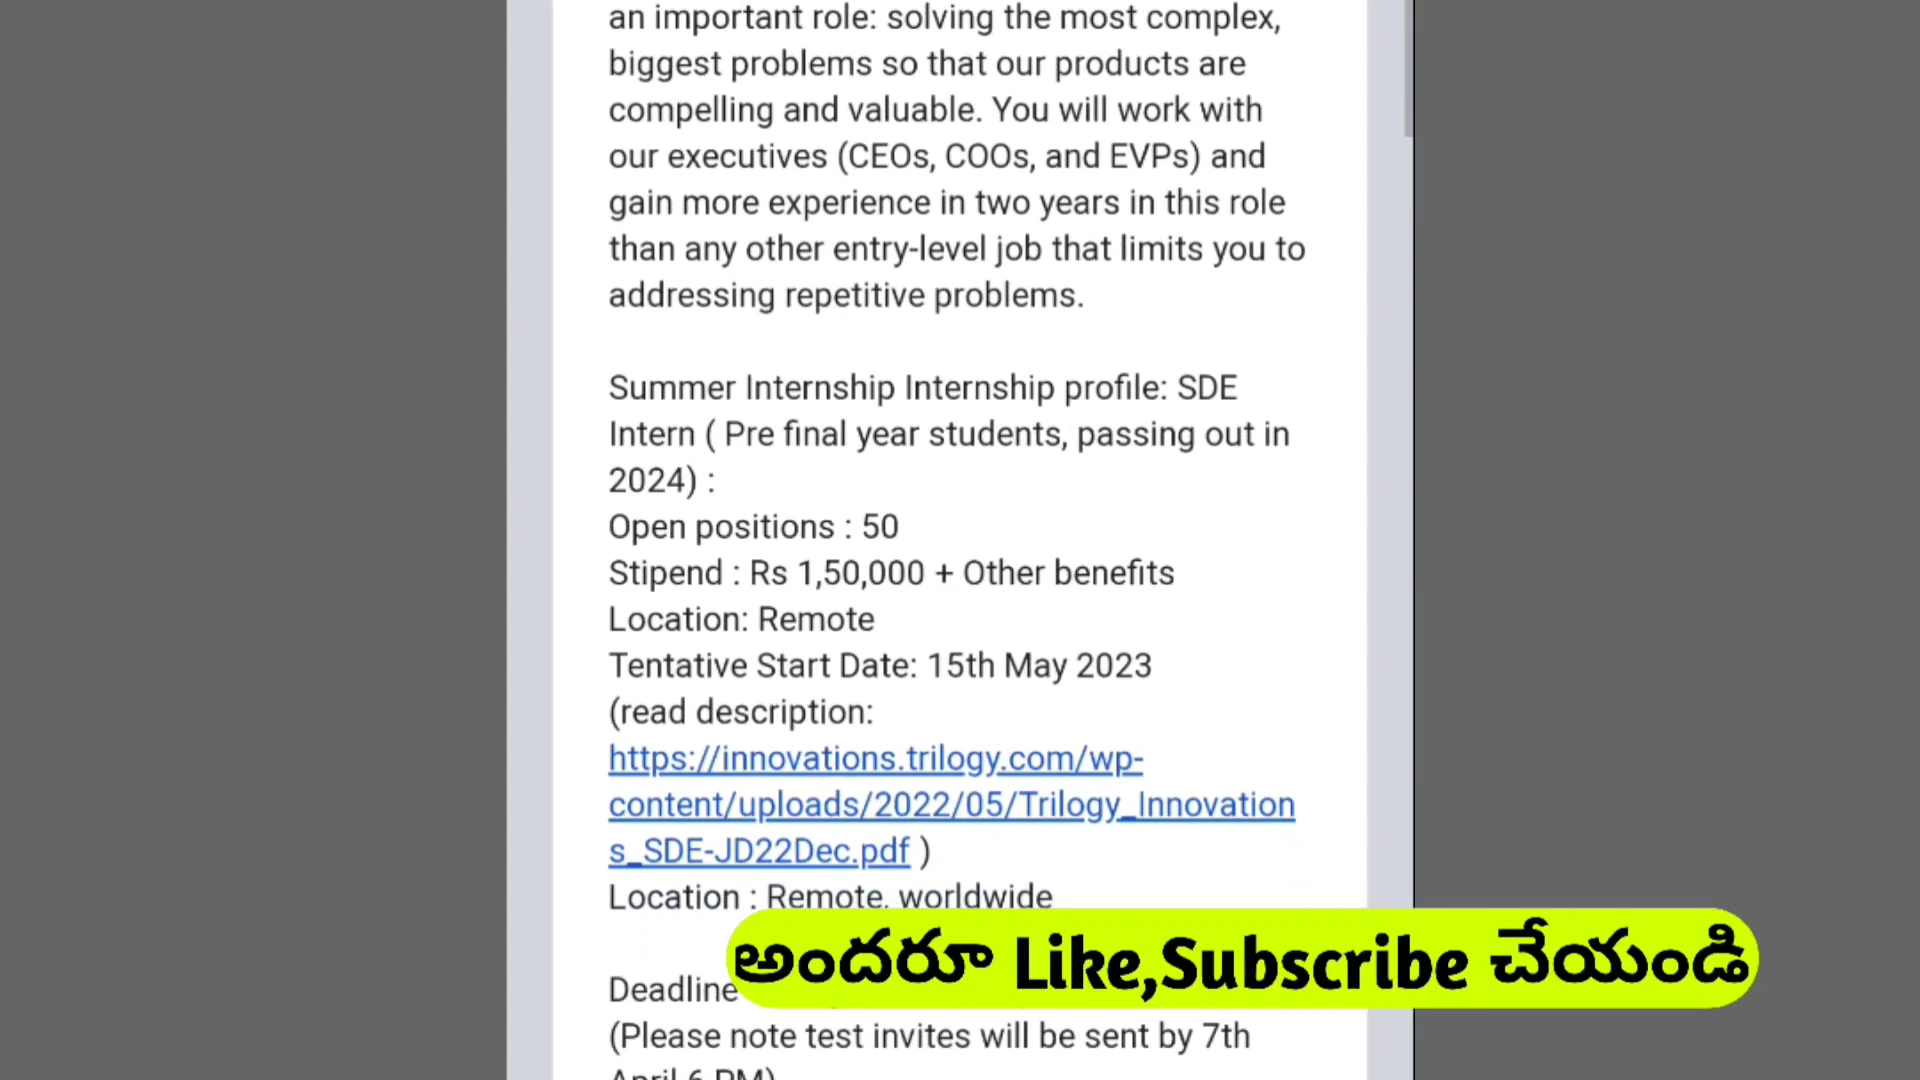 an important role: solving the most complex,
biggest problems so that our products are
compelling and valuable. You will work with
our executives (CEOs, COOs, and EVPs) and
gain more experience in two years in this role
than any other entry-level job that limits you to
addressing repetitive problems.
Summer Internship Internship profile: SDE
Intern ( Pre final year students, passing out in
2024) :
Open positions : 50
Stipend : Rs 1,50,000 + Other benefits
Location: Remote
Tentative Start Date: 15th May 2023
(read description:
https://innovations.trilogy.com/wp-
content/uploads/2022/05/Trilogy_Innovation
s_SDE-JD22Dec.pdf )
Location : Remote, worldwide
అందరూ Like,Subscribe చేయండి
Deadline
(Please note test invites will be sent by 7th
April 6 PM)